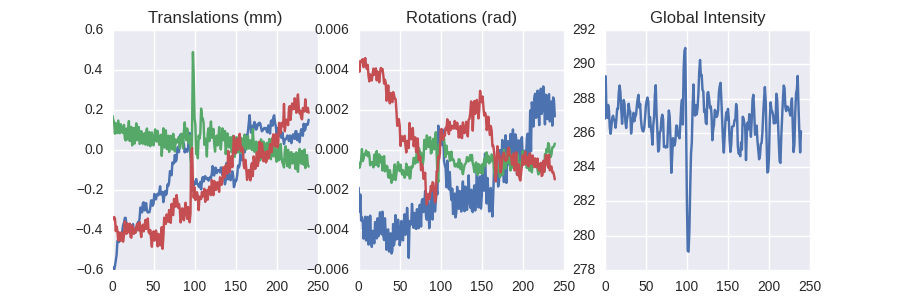 Translations (mm) Rotations (rad) Global Intensity
0.6 0.006 292
0.4 0.004 290
0.2 0.002 288
0.0 0.000 286
284
−0.2 −0.002 282
−0.4 −0.004 280
−0.6 −0.006 278
0 50 100 150 200 250 0 50 100 150 200 250 0 50 100 150 200 250